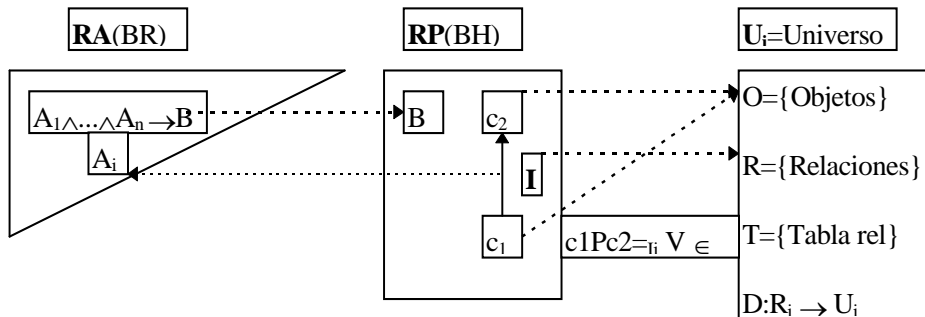 RA(BR)
RP(BH)
Ui=Universo
A1∧...∧An→B
B
c2
O={Objetos}
Ai
I
R={Relaciones}
c1
c1Pc2=Ii V ∈
T={Tabla rel}
D:Ri → Ui